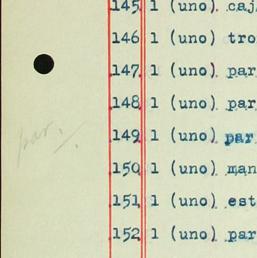 145 1 (uno) caj
146 1 (uno) tro
147 1 (uno) par
148 1 (uno) par
par.
149 1 (uno) par
150 1 (uno) man
151 1 (uno) est
152 1 (uno) par